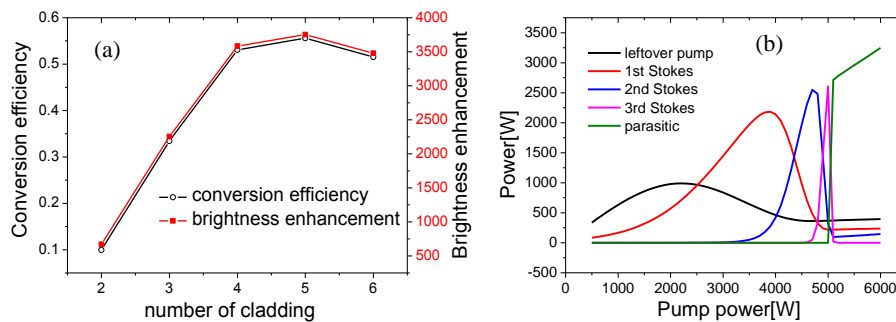 (a)
Conversion efficiency
0.6
0.5
0.4
0.3
0.2
0.1
2 3 4 5 6
number of cladding
conversion efficiency
brightness enhancement
4000
3500
3000
2500
2000
1500
1000
500
Brightness enhancement
(b)
Power[W]
3500
3000
2500
2000
1500
1000
500
0
-500
leftover pump
1st Stokes
2nd Stokes
3rd Stokes
parasitic
0 1000 2000 3000 4000 5000 6000
Pump power[W]